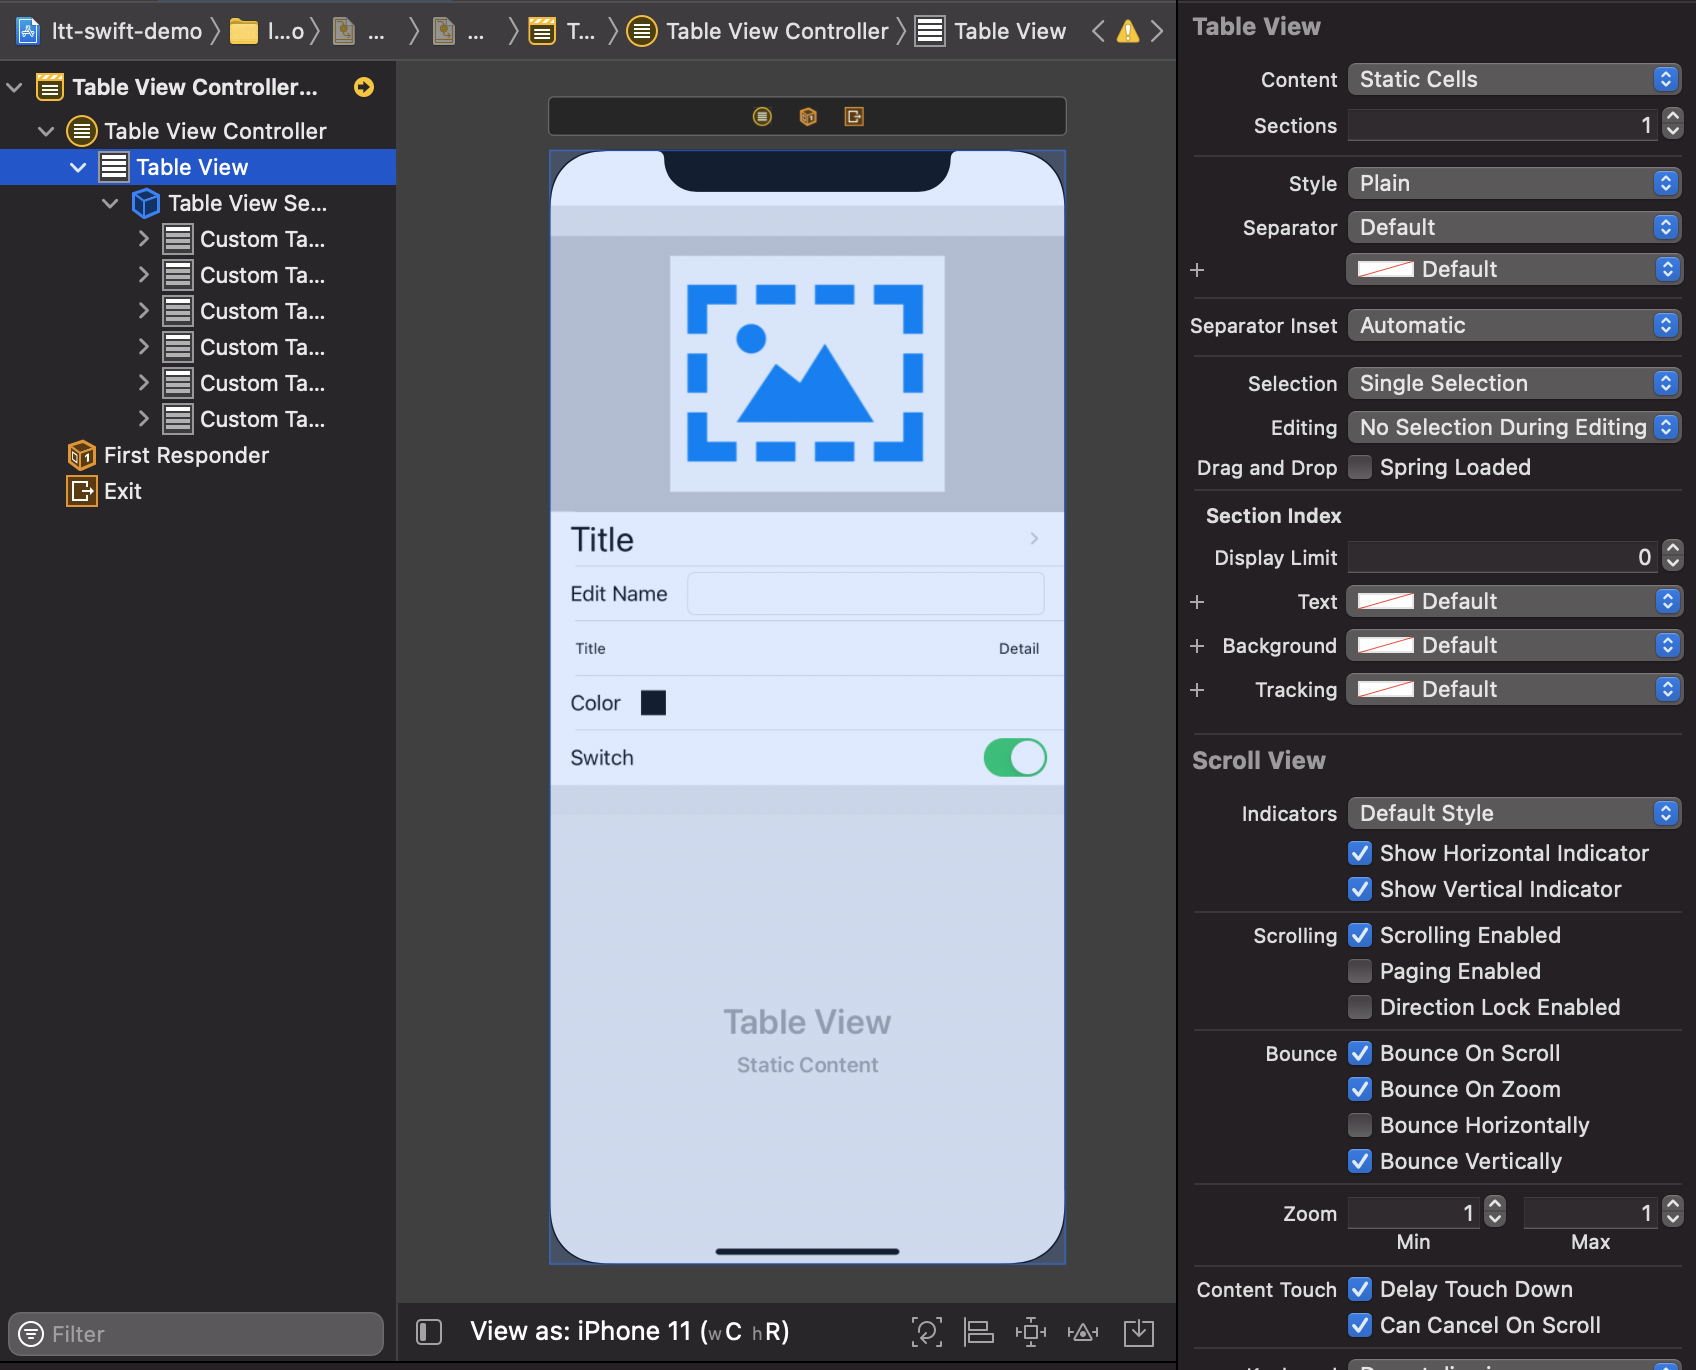 ltt-swift-demo
l...o
...
...
T...
Table View Controller
Table View
Table View Controller...
Table View Controller
Table View
Table View Se...
Custom Ta...
Custom Ta...
Custom Ta...
Custom Ta...
Custom Ta...
Custom Ta...
First Responder
Exit
Filter
Title
Edit Name
Title Detail
Color
Switch
Table View
Static Content
View as: iPhone 11 (wC hR)
Table View
Content Static Cells
Sections 1
Style Plain
Separator Default
+ Default
Separator Inset Automatic
Selection Single Selection
Editing No Selection During Editing
Drag and Drop Spring Loaded
Section Index
Display Limit 0
+ Text Default
+ Background Default
+ Tracking Default
Scroll View
Indicators Default Style
Show Horizontal Indicator
Show Vertical Indicator
Scrolling Scrolling Enabled
Paging Enabled
Direction Lock Enabled
Bounce Bounce On Scroll
Bounce On Zoom
Bounce Horizontally
Bounce Vertically
Zoom 1 1
Min Max
Content Touch Delay Touch Down
Can Cancel On Scroll